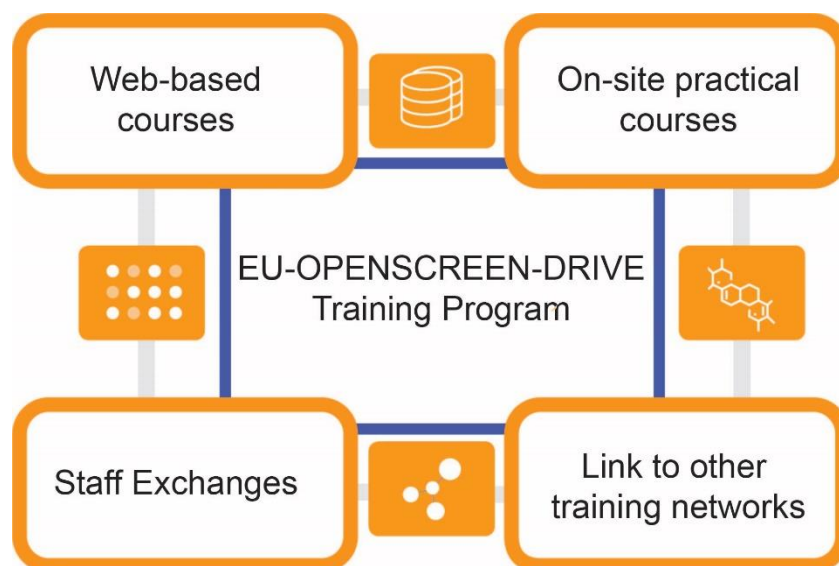 Web-based
courses
On-site practical
courses
EU-OPENSCREEN-DRIVE
Training Program
Staff Exchanges
Link to other
training networks